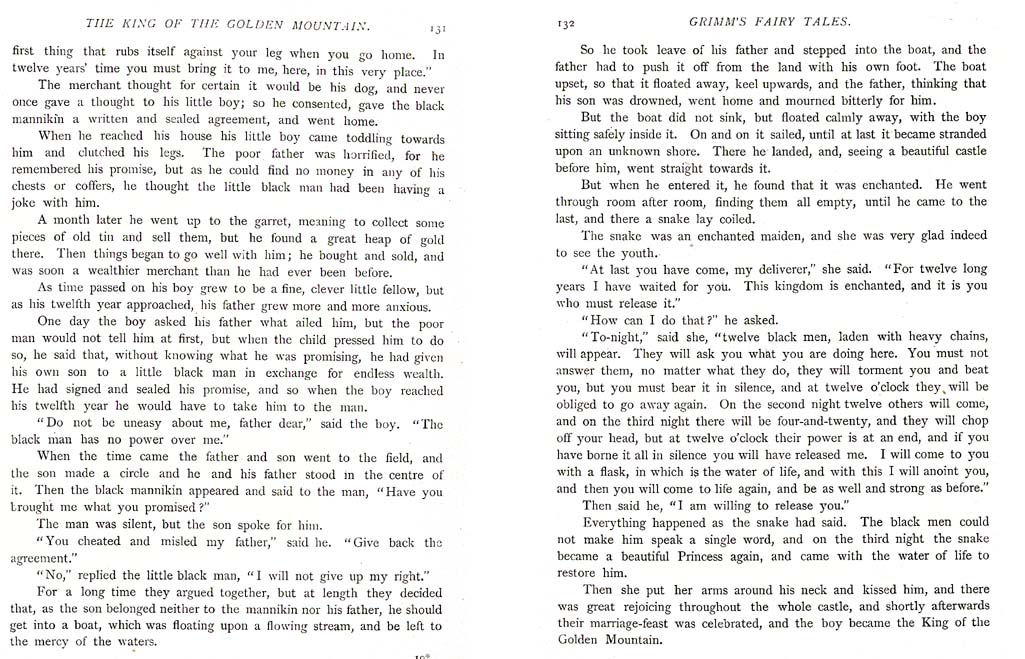 THE KING OF THE GOLDEN MOUNTAIN. 131
first thing that rubs itself against your leg when you go home. In
twelve years' time you must bring it to me, here, in this very place."
The merchant thought for certain it would be his dog, and never
once gave a thought to his little boy; so he consented, gave the black
mannikin a written and sealed agreement, and went home.
When he reached his house his little boy came toddling towards
him and clutched his legs. The poor father was horrified, for he
remembered his promise, but as he could find no money in any of his
chests or coffers, he thought the little black man had been having a
joke with him.
A month later he went up to the garret, meaning to collect some
pieces of old tin and sell them, but he found a great heap of gold
there. Then things began to go well with him; he bought and sold, and
was soon a wealthier merchant than he had ever been before.
As time passed on his boy grew to be a fine, clever little fellow, but
as his twelfth year approached, his father grew more and more anxious.
One day the boy asked his father what ailed him, but the poor
man would not tell him at first, but when the child pressed him to do
so, he said that, without knowing what he was promising, he had given
his own son to a little black man in exchange for endless wealth.
He had signed and sealed his promise, and so when the boy reached
his twelfth year he would have to take him to the man.
"Do not be uneasy about me, father dear," said the boy. "The
black man has no power over me."
When the time came the father and son went to the field, and
the son made a circle and he and his father stood in the centre of
it. Then the black mannikin appeared and said to the man, "Have you
brought me what you promised?"
The man was silent, but the son spoke for him.
"You cheated and misled my father," said he. "Give back the
agreement."
"No," replied the little black man, "I will not give up my right."
For a long time they argued together, but at length they decided
that, as the son belonged neither to the mannikin nor his father, he should
get into a boat, which was floating upon a flowing stream, and be left to
the mercy of the waters.
132 GRIMM'S FAIRY TALES.
So he took leave of his father and stepped into the boat, and the
father had to push it off from the land with his own foot. The boat
upset, so that it floated away, keel upwards, and the father, thinking that
his son was drowned, went home and mourned bitterly for him.
But the boat did not sink, but floated calmly away, with the boy
sitting safely inside it. On and on it sailed, until at last it became stranded
upon an unknown shore. There he landed, and, seeing a beautiful castle
before him, went straight towards it.
But when he entered it, he found that it was enchanted. He went
through room after room, finding them all empty, until he came to the
last, and there a snake lay coiled.
The snake was an enchanted maiden, and she was very glad indeed
to see the youth.
"At last you have come, my deliverer," she said. "For twelve long
years I have waited for you. This kingdom is enchanted, and it is you
who must release it."
"How can I do that?" he asked.
"To-night," said she, "twelve black men, laden with heavy chains,
will appear. They will ask you what you are doing here. You must not
answer them, no matter what they do, they will torment you and beat
you, but you must bear it in silence, and at twelve o'clock they will be
obliged to go away again. On the second night twelve others will come,
and on the third night there will be four-and-twenty, and they will chop
off your head, but at twelve o'clock their power is at an end, and if you
have borne it all in silence you will have released me. I will come to you
with a flask, in which is the water of life, and with this I will anoint you,
and then you will come to life again, and be as well and strong as before."
Then said he, "I am willing to release you."
Everything happened as the snake had said. The black men could
not make him speak a single word, and on the third night the snake
became a beautiful Princess again, and came with the water of life to
restore him.
Then she put her arms around his neck and kissed him, and there
was great rejoicing throughout the whole castle, and shortly afterwards
their marriage-feast was celebrated, and the boy became the King of the
Golden Mountain.